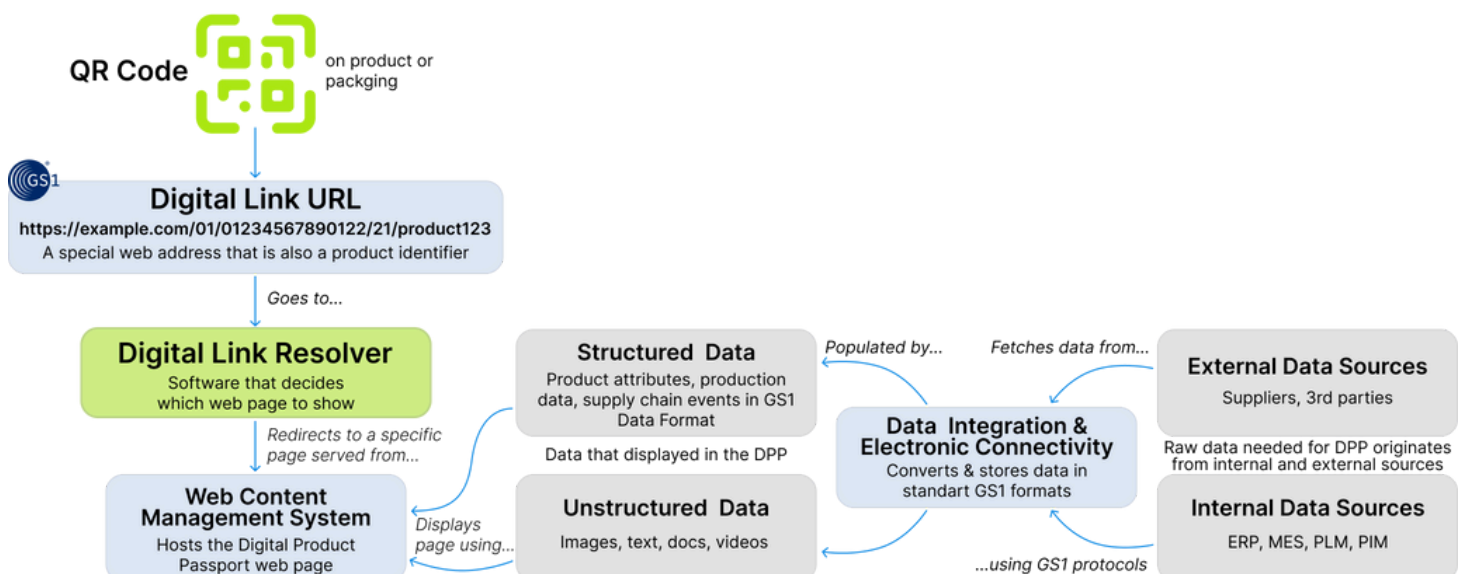 QR Code
on product or
packging
GS1
Digital Link URL
https://example.com/01/01234567890122/21/product123
A special web address that is also a product identifier
Goes to...
Digital Link Resolver
Software that decides
which web page to show
Redirects to a specific
page served from...
Web Content
Management System
Hosts the Digital Product
Passport web page
Displays
page using...
Structured Data
Product attributes, production
data, supply chain events in GS1
Data Format
Data that displayed in the DPP
Unstructured Data
Images, text, docs, videos
Populated by...
Fetches data from...
Data Integration &
Electronic Connectivity
Converts & stores data in
standart GS1 formats
...using GS1 protocols
External Data Sources
Suppliers, 3rd parties
Raw data needed for DPP originates
from internal and external sources
Internal Data Sources
ERP, MES, PLM, PIM